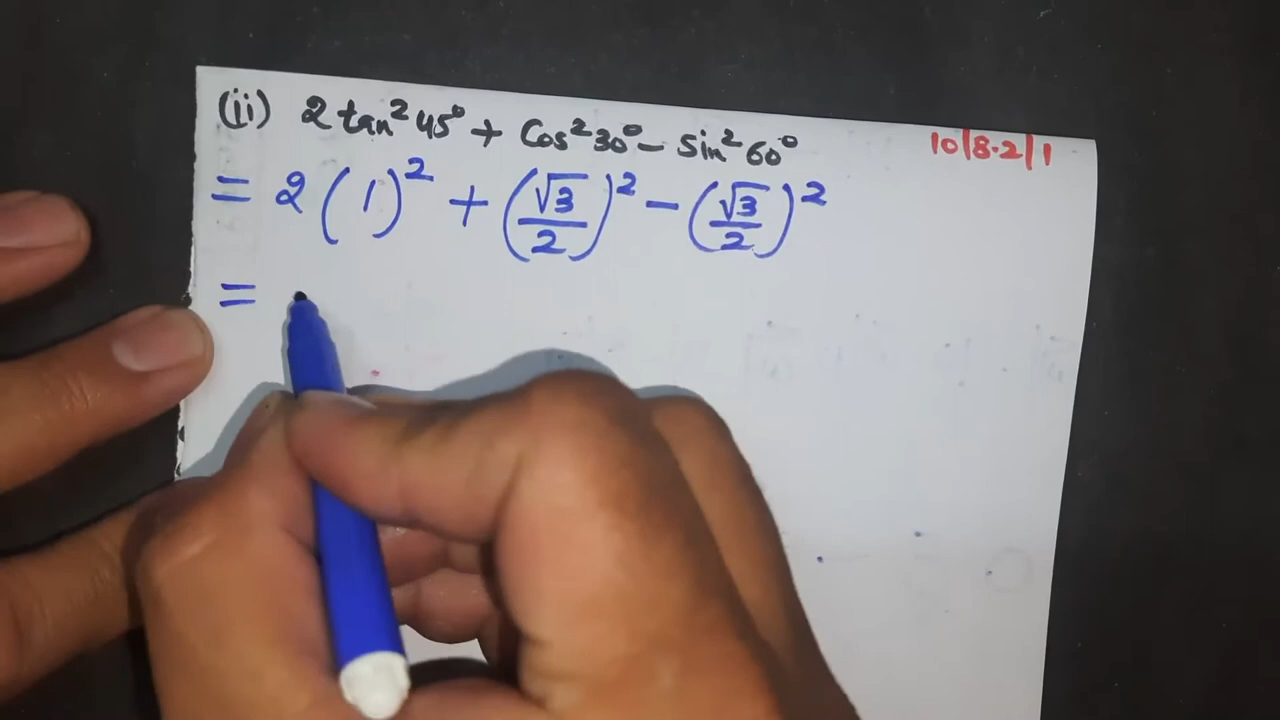 (ii) 2 tan² 45° + Cos² 30° - Sin² 60°
10|8.2|1
= 2 (1)² + (√3/2)² - (√3/2)²
=